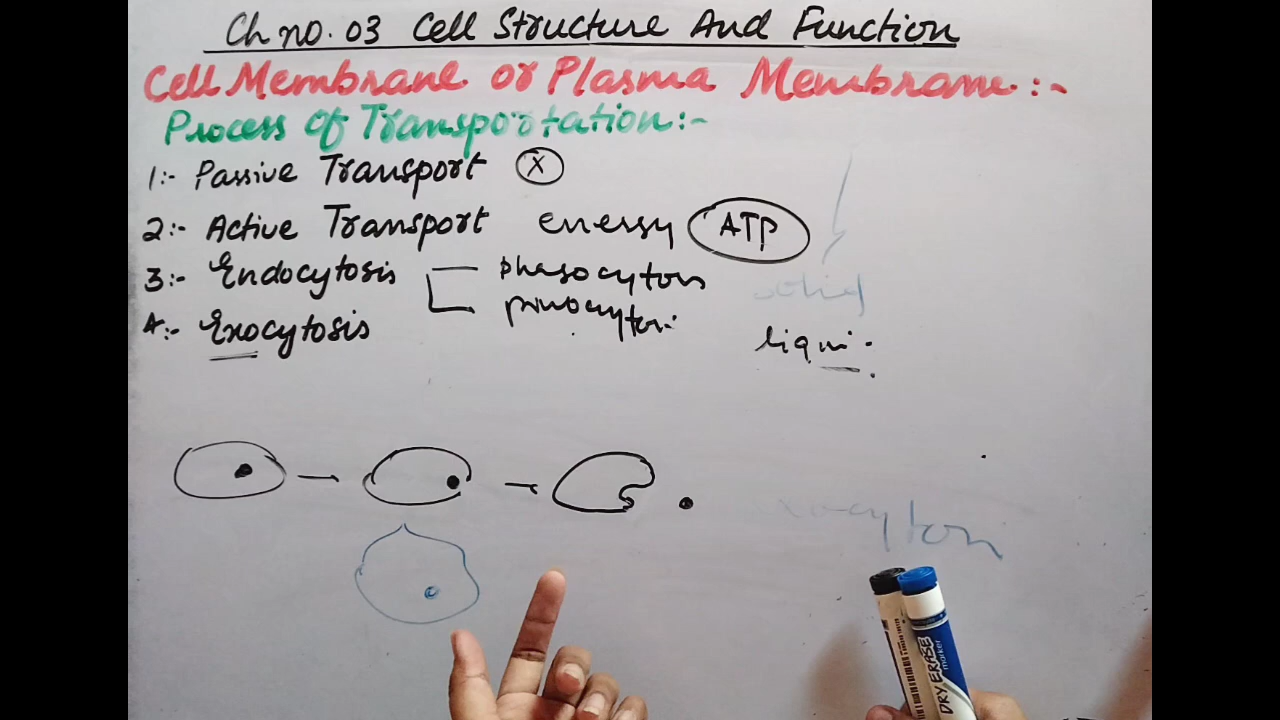 Ch no. 03 Cell Structure And Function
Cell Membrane or Plasma Membrane:-
Process of Transportation:-
1:- Passive Transport X
2:- Active Transport energy ATP
3:- Endocytosis
phagocytosis
pinocytosi
4:- Exocytosis
liqui.
DRY ERASE
marker